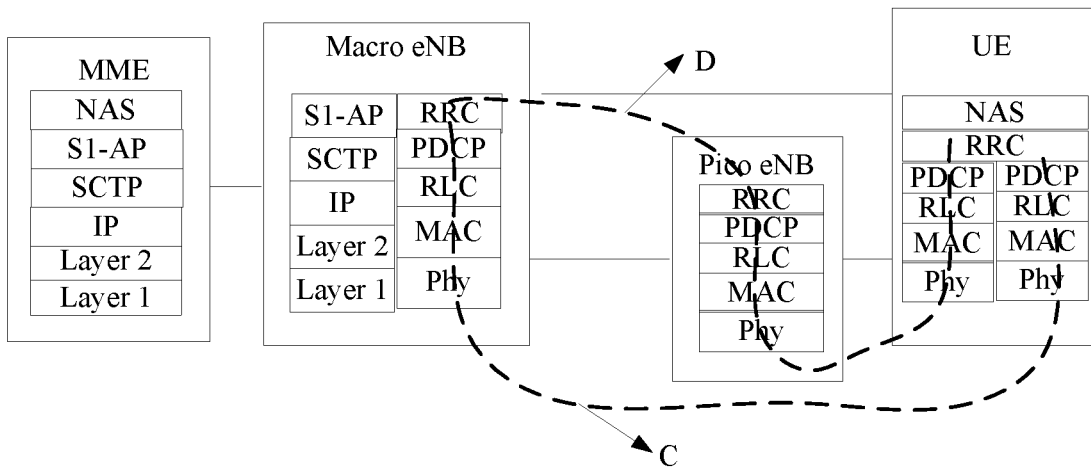 MME
NAS
S1-AP
SCTP
IP
Layer 2
Layer 1
Macro eNB
S1-AP
SCTP
IP
Layer 2
Layer 1
RRC
PDCP
RLC
MAC
Phy
D
Pico eNB
RRC
PDCP
RLC
MAC
Phy
UE
NAS
RRC
PDCP
RLC
MAC
Phy
PDCP
RLC
MAC
Phy
C